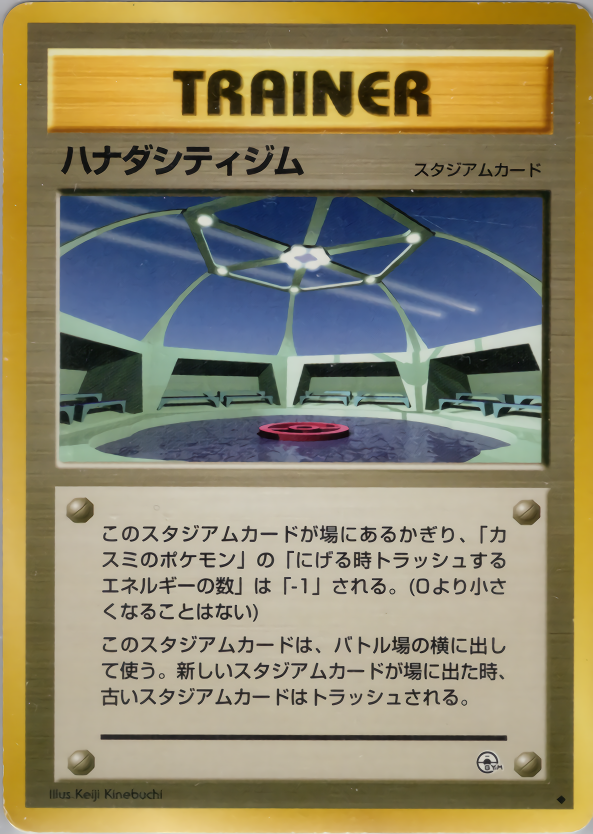 TRAINER
ハナダシティジム
スタジアムカード
このスタジアムカードが場にあるかぎり、「カ
スミのポケモン」の「にげる時トラッシュする
エネルギーの数」は「-1」される。(0より小さ
くなることはない)
このスタジアムカードは、バトル場の横に出し
て使う。新しいスタジアムカードが場に出た時、
古いスタジアムカードはトラッシュされる。
GYM
Illus. Keiji Kinebuchi